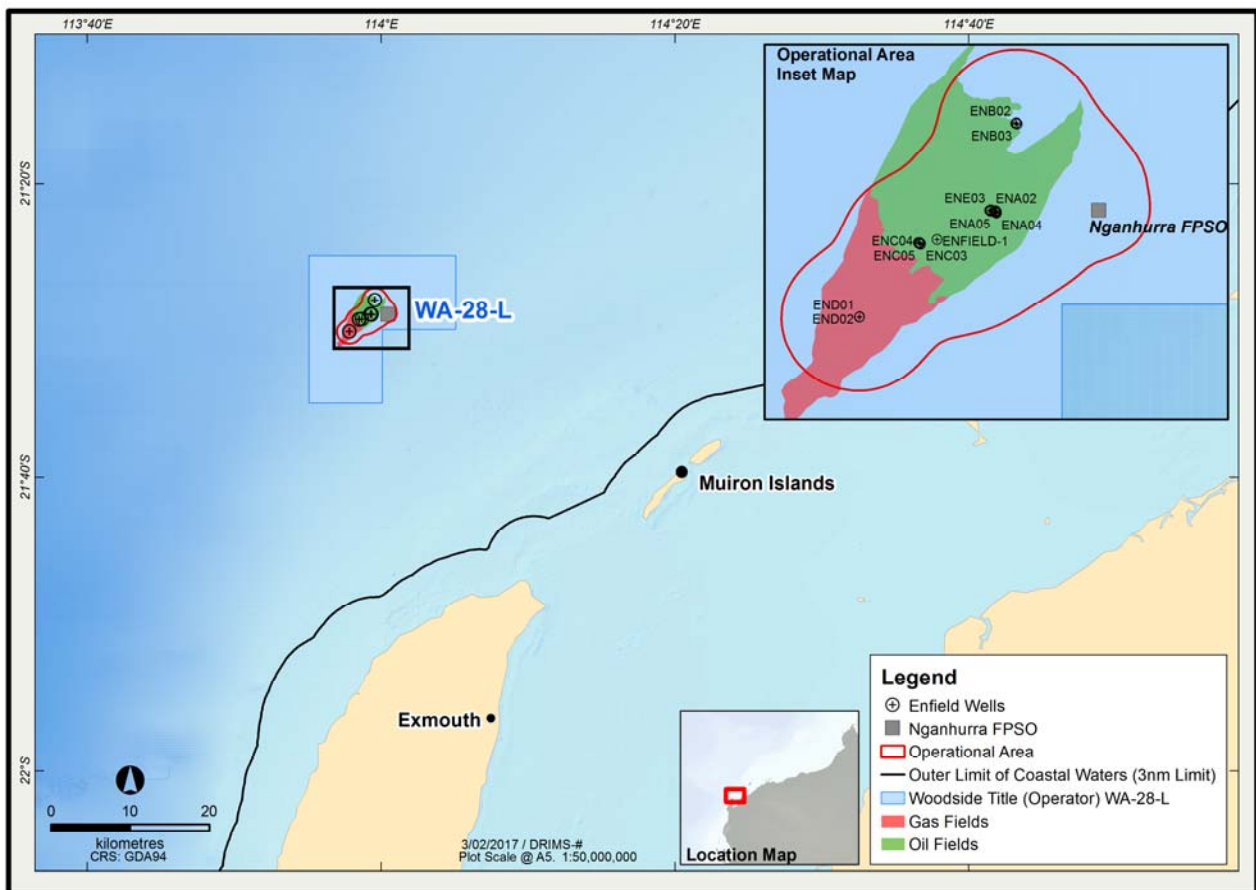 113°40'E
114°E
114°20'E
114°40'E
21°20'S
21°40'S
22°S
Operational Area
Inset Map
ENB02
ENB03
ENE03
ENA02
ENA05
ENA04
Nganhurra FPSO
ENC04
ENFIELD-1
ENC05
ENC03
END01
END02
WA-28-L
Muiron Islands
Exmouth
Legend
Enfield Wells
Nganhurra FPSO
Operational Area
Outer Limit of Coastal Waters (3nm Limit)
Woodside Title (Operator) WA-28-L
Gas Fields
Oil Fields
0 10 20
kilometres
CRS: GDA94
3/02/2017 / DRIMS-#
Plot Scale @ A5. 1:50,000,000
Location Map